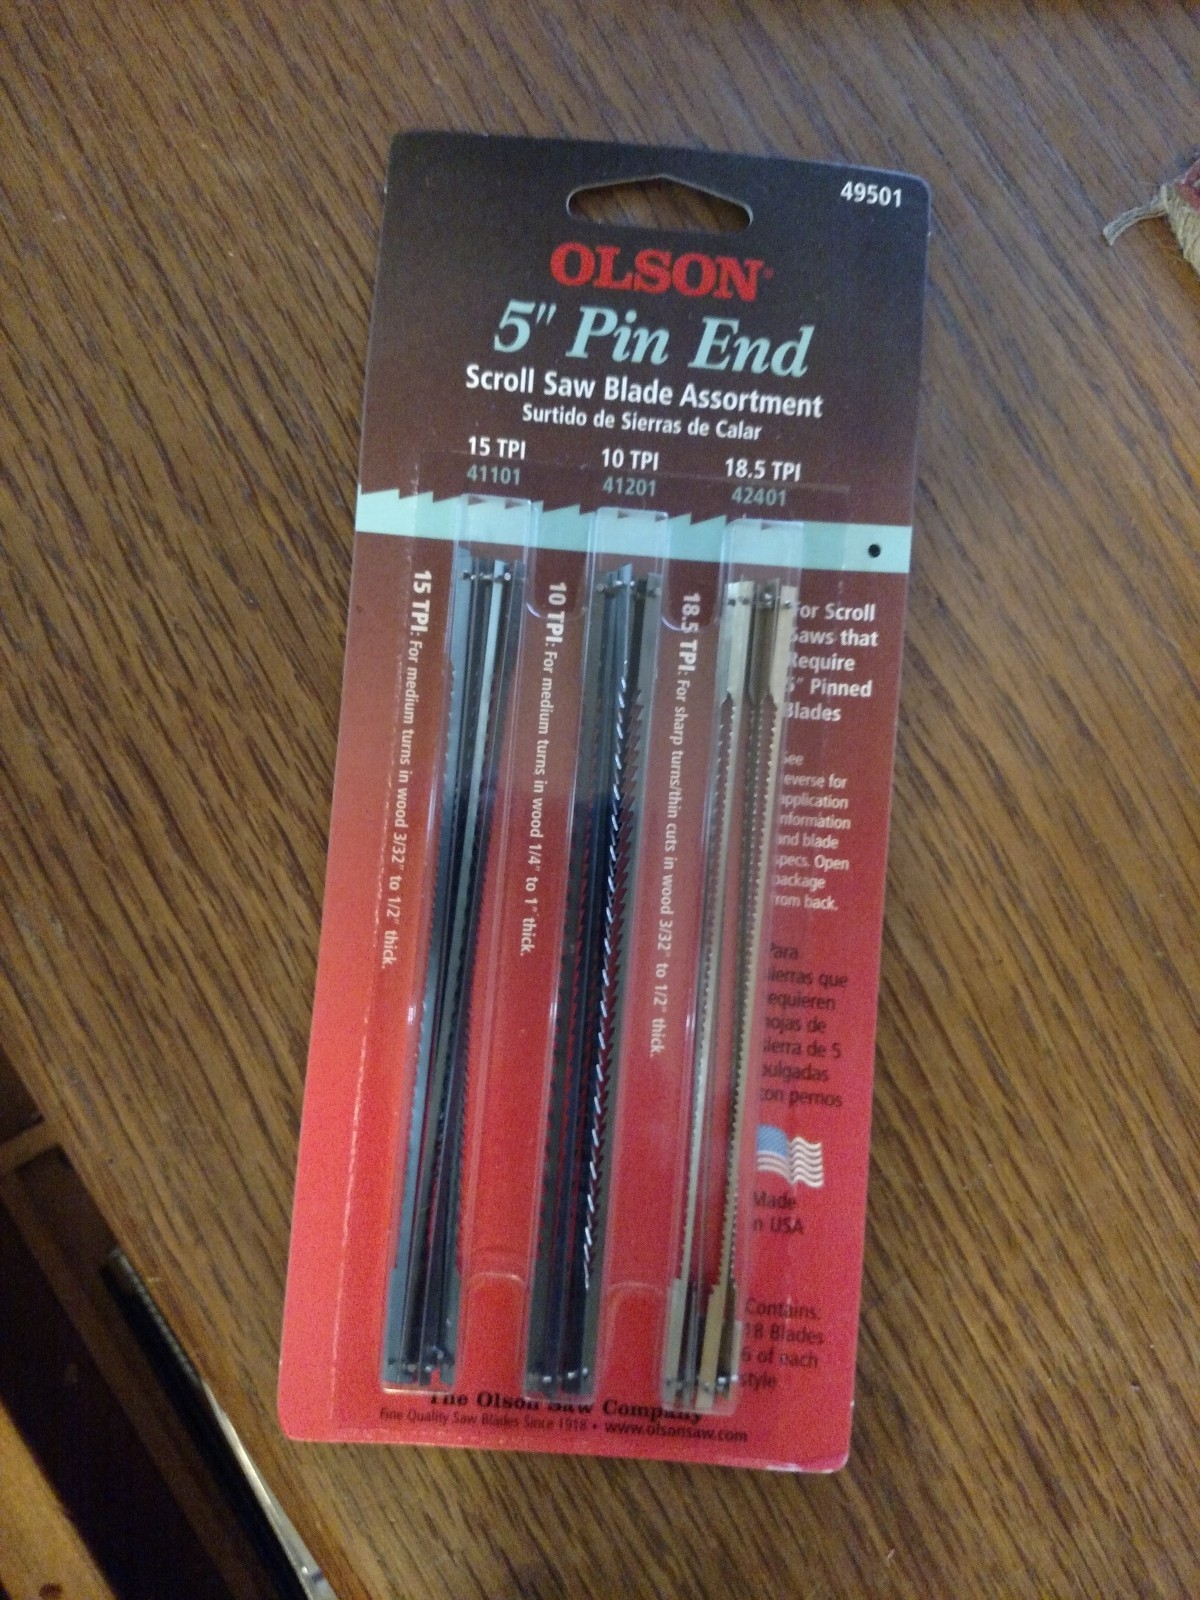 49501
OLSON®
5" Pin End
Scroll Saw Blade Assortment
Surtido de Sierras de Calar
15 TPI
41101
10 TPI
41201
18.5 TPI
42401
15 TPI: For medium turns in wood 3/32" to 1/2" thick.
10 TPI: For medium turns in wood 1/4" to 1" thick.
18.5 TPI: For sharp turns/thin cuts in wood 3/32" to 1/2" thick.
For Scroll
Saws that
Require
5" Pinned
Blades
See
reverse for
application
information
and blade
specs. Open
package
from back.
Para
sierras que
requieren
hojas de
sierra de 5
pulgadas
con pernos
Made
in USA
Contains:
18 Blades
6 of each
style
The Olson Saw Company
Fine Quality Saw Blades Since 1918 • www.olsonsaw.com